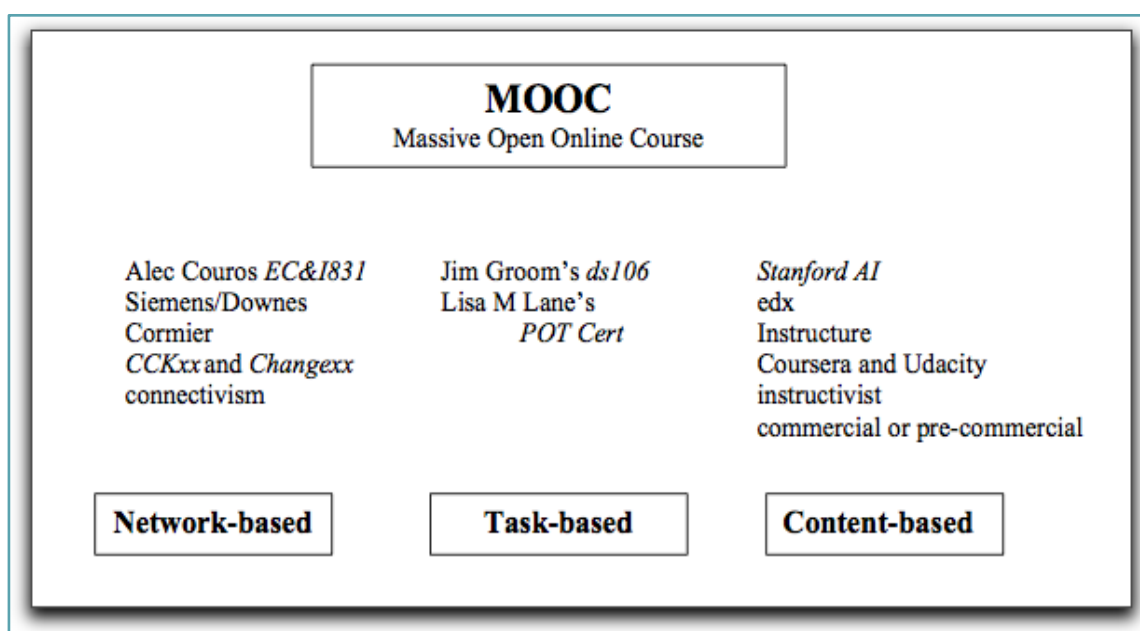 MOOC
Massive Open Online Course
Alec Couros EC&I831
Siemens/Downes
Cormier
CCKxx and Changexx
connectivism
Jim Groom's ds106
Lisa M Lane's
POT Cert
Stanford AI
edx
Instructure
Coursera and Udacity
instructivist
commercial or pre-commercial
Network-based
Task-based
Content-based